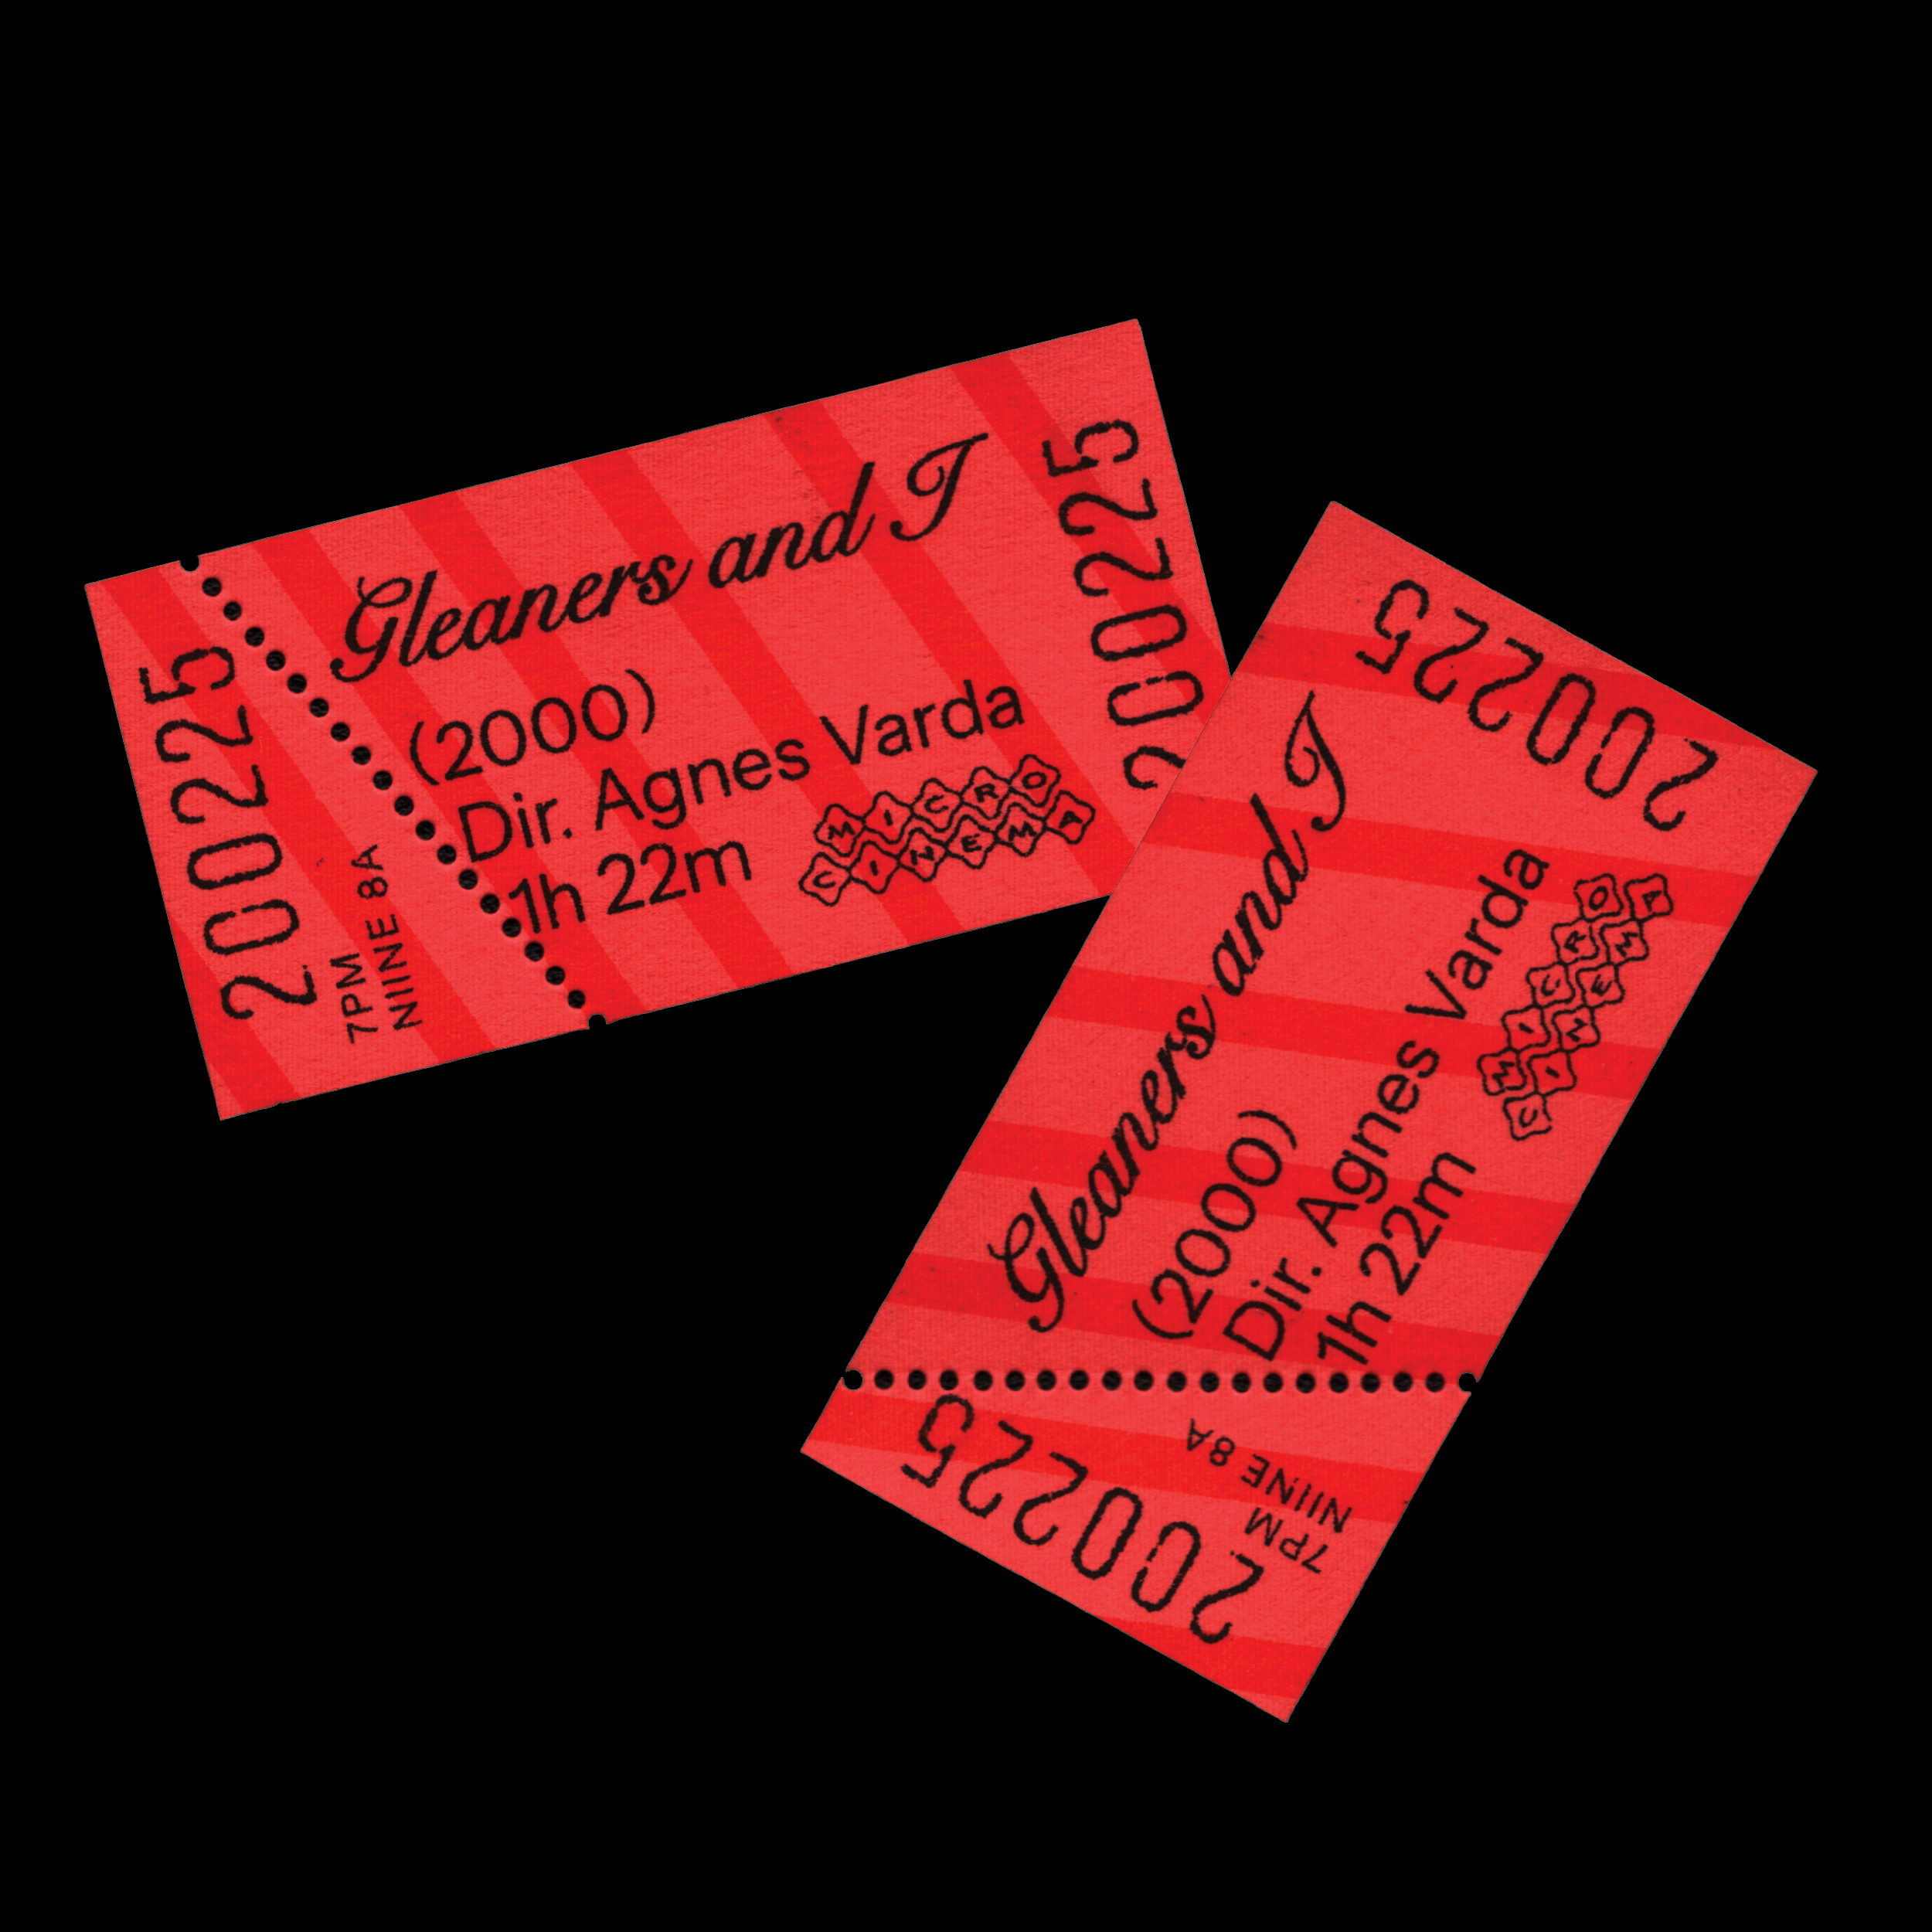 200225
7PM
NIINE 8A
Gleaners and I
(2000)
Dir. Agnes Varda
1h 22m
MICRO
CINEMA
200225
200225
Gleaners and I
(2000)
Dir. Agnes Varda
1h 22m
MICRO
CINEMA
200225
7PM
NIINE 8A